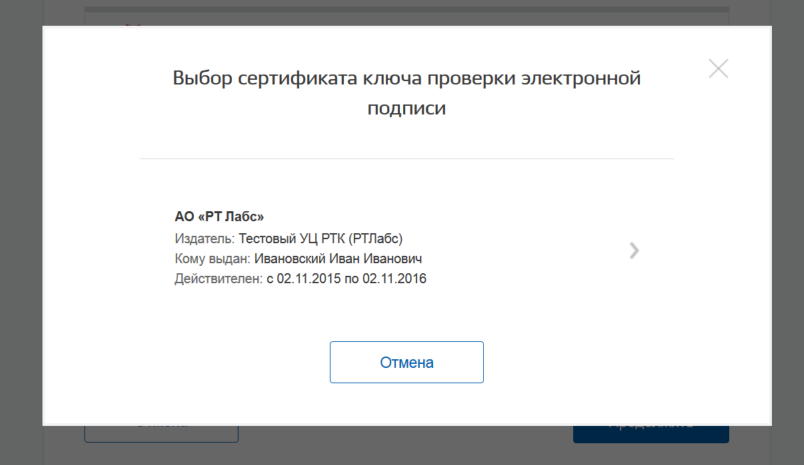 Выбор сертификата ключа проверки электронной
подписи
АО «РТ Лабс»
Издатель: Тестовый УЦ РТК (РТЛабс)
Кому выдан: Ивановский Иван Иванович
Действителен: с 02.11.2015 по 02.11.2016
Отмена